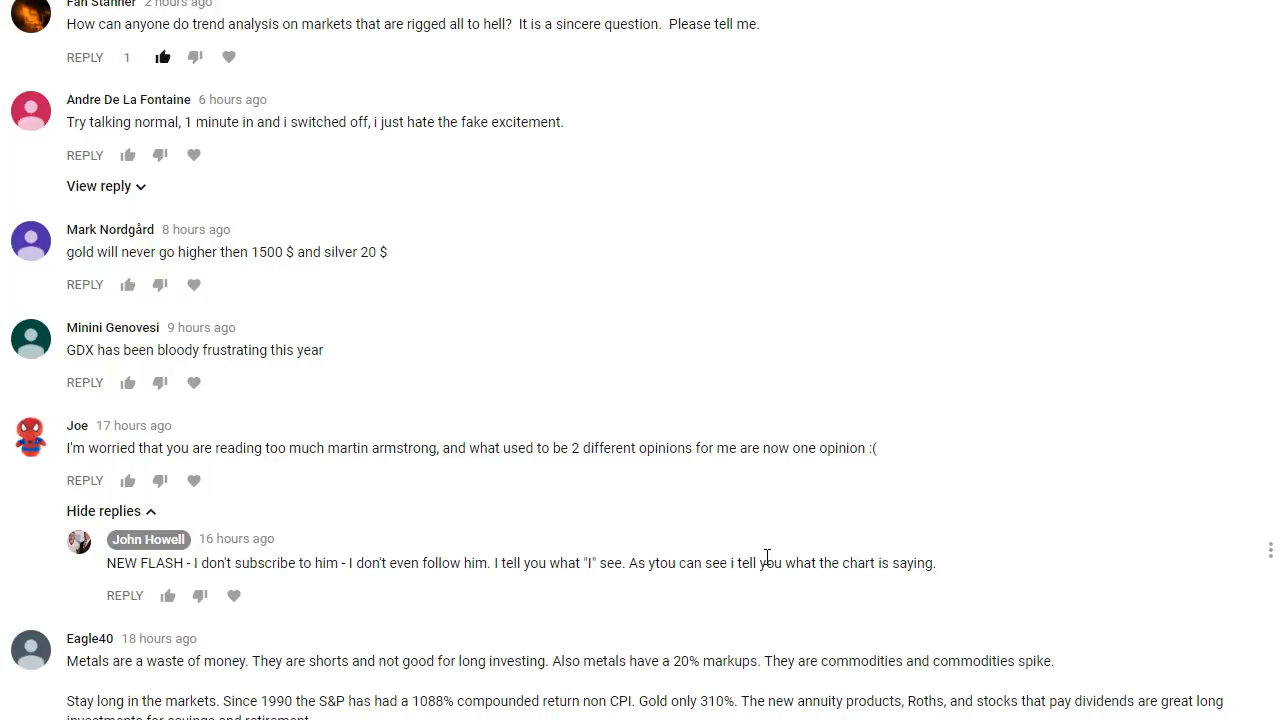 Fan Stanner 2 hours ago
How can anyone do trend analysis on markets that are rigged all to hell?  It is a sincere question.  Please tell me.
REPLY 1
Andre De La Fontaine 6 hours ago
Try talking normal, 1 minute in and i switched off, i just hate the fake excitement.
REPLY
View reply
Mark Nordgård 8 hours ago
gold will never go higher then 1500 $ and silver 20 $
REPLY
Minini Genovesi 9 hours ago
GDX has been bloody frustrating this year
REPLY
Joe 17 hours ago
I'm worried that you are reading too much martin armstrong, and what used to be 2 different opinions for me are now one opinion :(
REPLY
Hide replies
John Howell 16 hours ago
NEW FLASH - I don't subscribe to him - I don't even follow him. I tell you what "I" see. As ytou can see i tell you what the chart is saying.
REPLY
Eagle40 18 hours ago
Metals are a waste of money. They are shorts and not good for long investing. Also metals have a 20% markups. They are commodities and commodities spike.
Stay long in the markets. Since 1990 the S&P has had a 1088% compounded return non CPI. Gold only 310%. The new annuity products, Roths, and stocks that pay dividends are great long
investments for savings and retirement.